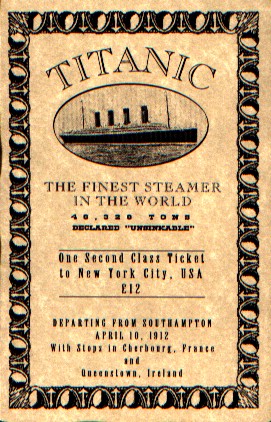 TITANIC
THE FINEST STEAMER
IN THE WORLD
46,328 TONS
DECLARED "UNSINKABLE"
One Second Class Ticket
to New York City, USA
£12
DEPARTING FROM SOUTHAMPTON
APRIL 10, 1912
With Stops in Cherbourg, France
and
Queenstown, Ireland